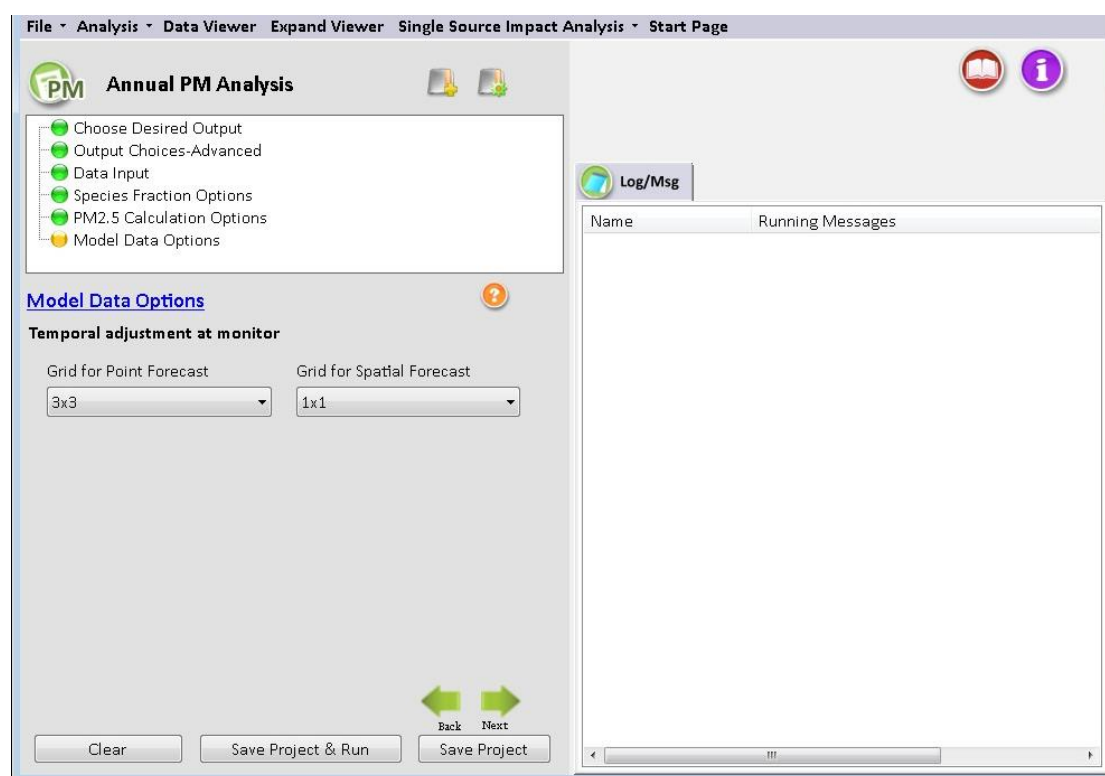 File Analysis Data Viewer Expand Viewer Single Source Impact Analysis Start Page
PM Annual PM Analysis
Choose Desired Output
Output Choices-Advanced
Data Input
Species Fraction Options
PM2.5 Calculation Options
Model Data Options
Model Data Options
?
Temporal adjustment at monitor
Grid for Point Forecast Grid for Spatial Forecast
3x3 1x1
Back Next
Clear Save Project & Run Save Project
i
Log/Msg
Name Running Messages